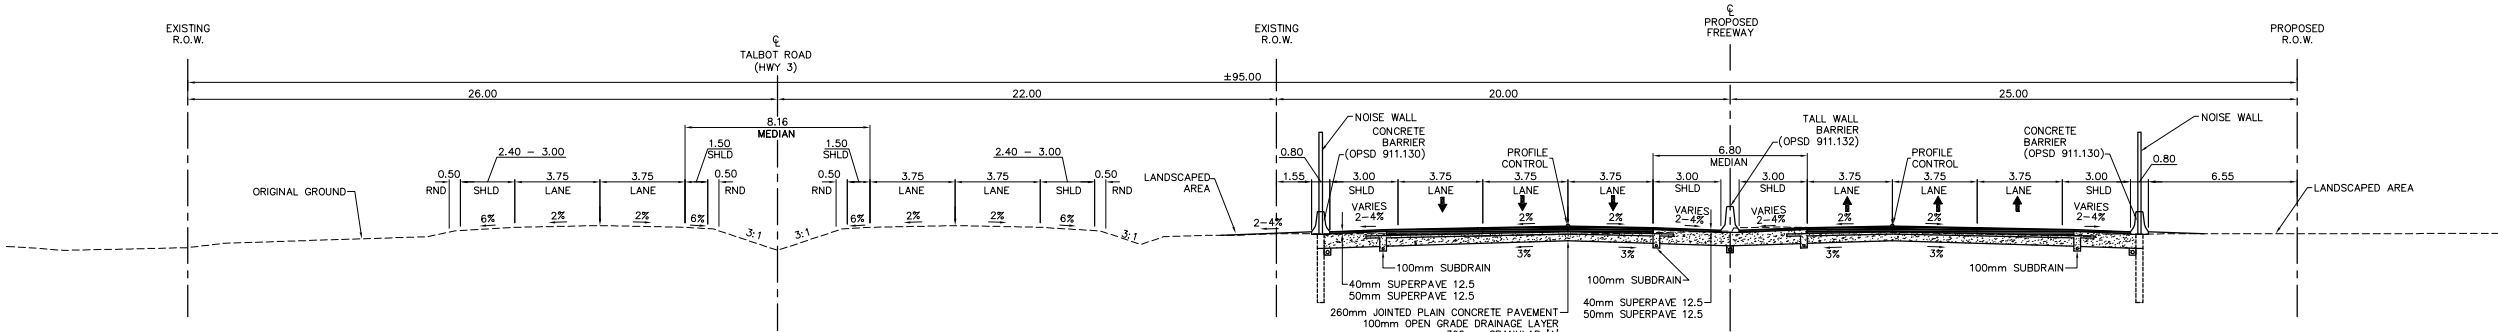 EXISTING
R.O.W.
℄
TALBOT ROAD
(HWY 3)
EXISTING
R.O.W.
℄
PROPOSED
FREEWAY
PROPOSED
R.O.W.
±95.00
26.00
22.00
20.00
25.00
8.16
MEDIAN
1.50
SHLD
1.50
SHLD
2.40 - 3.00
2.40 - 3.00
0.50
RND
SHLD
3.75
LANE
3.75
LANE
0.50
RND
0.50
RND
3.75
LANE
3.75
LANE
SHLD
0.50
RND
ORIGINAL GROUND
6%
2%
2%
6%
3:1
3:1
6%
2%
2%
6%
3:1
LANDSCAPED
AREA
2-4%
NOISE WALL
CONCRETE
BARRIER
(OPSD 911.130)
0.80
1.55
3.00
SHLD
VARIES
2-4%
3.75
LANE
3.75
LANE
2%
3.75
LANE
2%
PROFILE
CONTROL
6.80
MEDIAN
3.00
SHLD
VARIES
2-4%
TALL WALL
BARRIER
(OPSD 911.132)
3.00
SHLD
VARIES
2-4%
PROFILE
CONTROL
3.75
LANE
2%
3.75
LANE
2%
3.75
LANE
3.00
SHLD
VARIES
2-4%
CONCRETE
BARRIER
(OPSD 911.130)
NOISE WALL
0.80
6.55
LANDSCAPED AREA
3%
3%
3%
3%
100mm SUBDRAIN
40mm SUPERPAVE 12.5
50mm SUPERPAVE 12.5
100mm SUBDRAIN
40mm SUPERPAVE 12.5
50mm SUPERPAVE 12.5
100mm SUBDRAIN
260mm JOINTED PLAIN CONCRETE PAVEMENT
100mm OPEN GRADE DRAINAGE LAYER